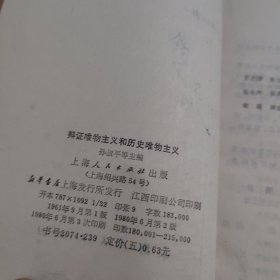 辩证唯物主义和历史唯物主义
孙叔平等主编
上海人民出版社出版
(上海绍兴路54号)
新华书店上海发行所发行 江西印刷公司印刷
开本787×1092 1/32 印张9 字数183,000
1961年9月第1版 1980年6月第2版
1980年6月第3次印刷 印数180,001—215,000
书号2074·239 定价(五)0.63元